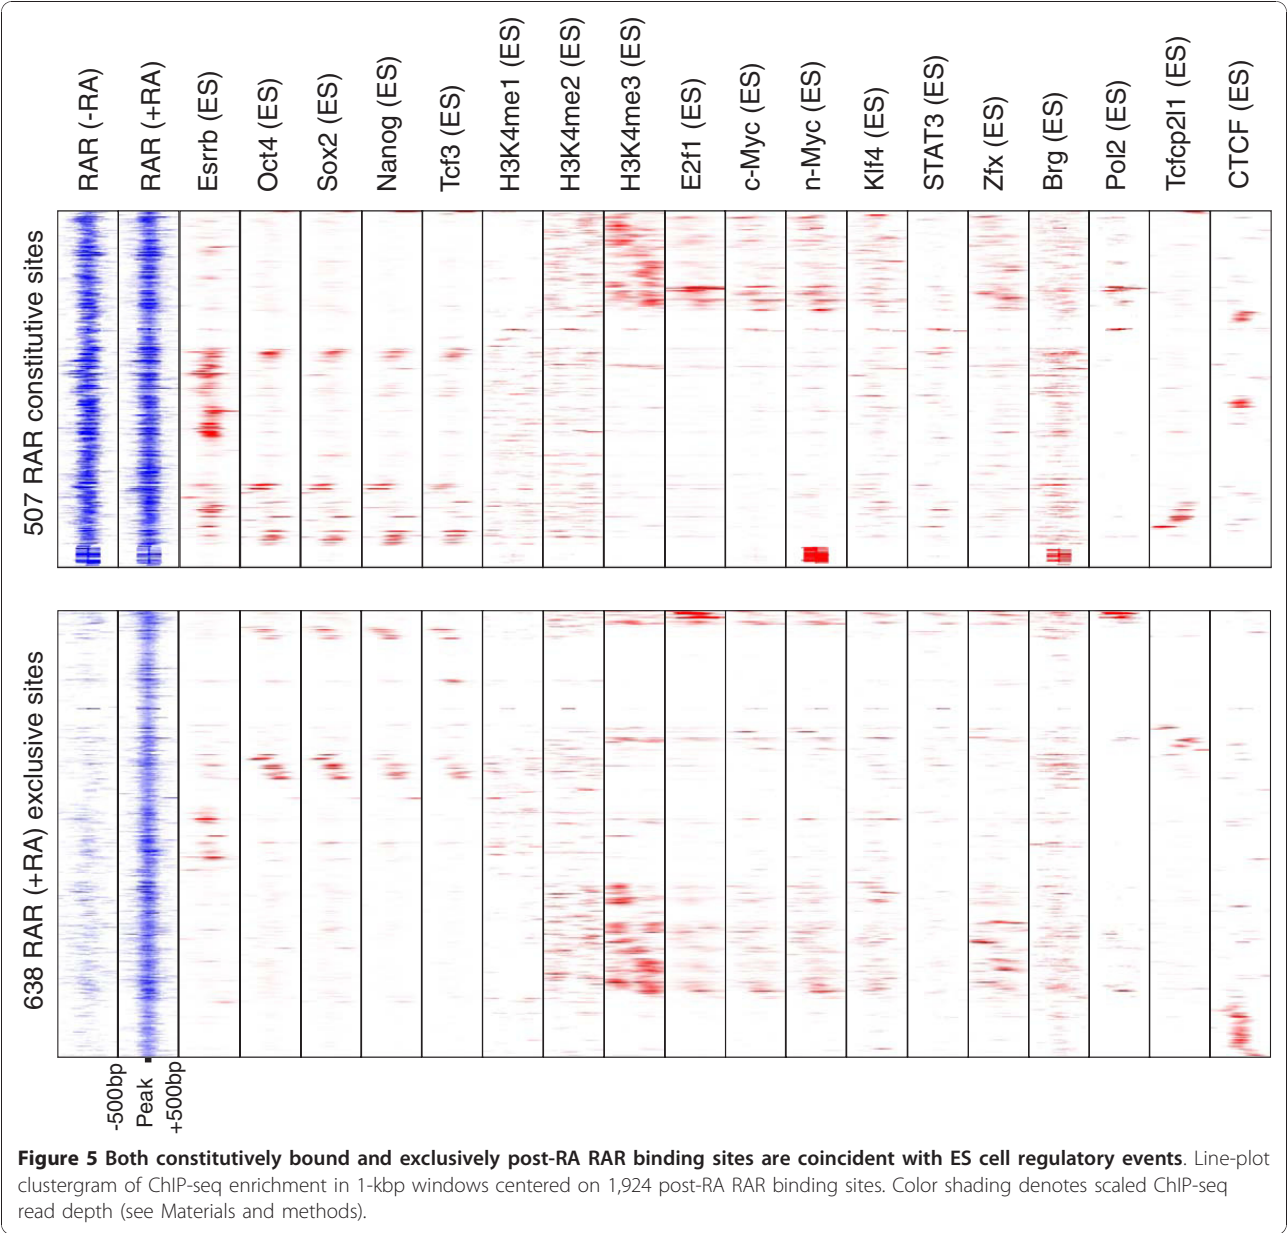 RAR (-RA)
RAR (+RA)
Esrrb (ES)
Oct4 (ES)
Sox2 (ES)
Nanog (ES)
Tcf3 (ES)
H3K4me1 (ES)
H3K4me2 (ES)
H3K4me3 (ES)
E2f1 (ES)
c-Myc (ES)
n-Myc (ES)
Klf4 (ES)
STAT3 (ES)
Zfx (ES)
Brg (ES)
Pol2 (ES)
Tcfcp2l1 (ES)
CTCF (ES)
507 RAR constitutive sites
638 RAR (+RA) exclusive sites
-500bp
Peak
+500bp
Figure 5 Both constitutively bound and exclusively post-RA RAR binding sites are coincident with ES cell regulatory events. Line-plot
clustergram of ChIP-seq enrichment in 1-kbp windows centered on 1,924 post-RA RAR binding sites. Color shading denotes scaled ChIP-seq
read depth (see Materials and methods).